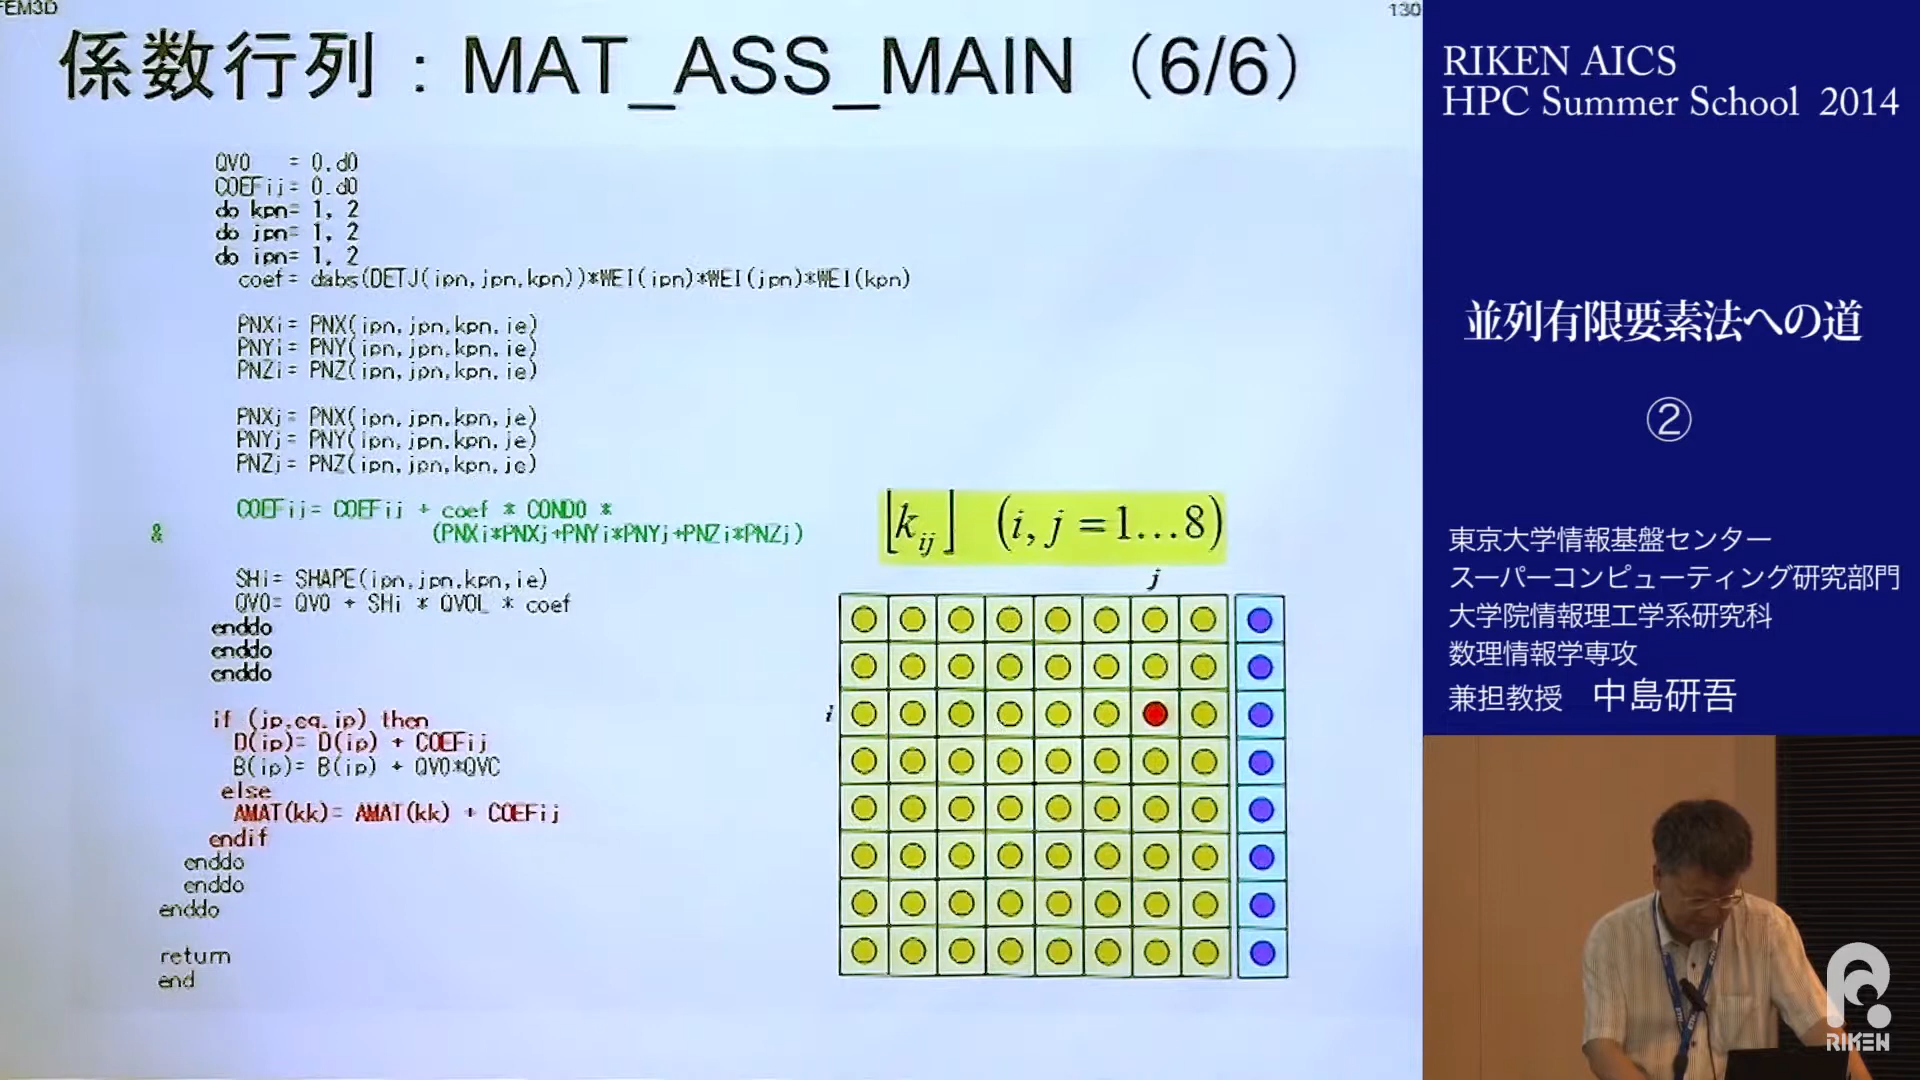 FEM3D
130
係数行列：MAT_ASS_MAIN（6/6）
QV0   = 0.d0
COEFij= 0.d0
do kpn= 1, 2
do jpn= 1, 2
do ipn= 1, 2
coef= dabs(DETJ(ipn,jpn,kpn))*WEI(ipn)*WEI(jpn)*WEI(kpn)
PNXi= PNX(ipn,jpn,kpn,ie)
PNYi= PNY(ipn,jpn,kpn,ie)
PNZi= PNZ(ipn,jpn,kpn,ie)
PNXj= PNX(ipn,jpn,kpn,je)
PNYj= PNY(ipn,jpn,kpn,je)
PNZj= PNZ(ipn,jpn,kpn,je)
COEFij= COEFij + coef * COND0 *
& (PNXi*PNXj+PNYi*PNYj+PNZi*PNZj)
SHi= SHAPE(ipn,jpn,kpn,ie)
QV0= QV0 + SHi * QVOL * coef
enddo
enddo
enddo
if (jp.eq.ip) then
D(ip)= D(ip) + COEFij
B(ip)= B(ip) + QV0*QVC
else
AMAT(kk)= AMAT(kk) + COEFij
endif
enddo
enddo
enddo
return
end
[k_ij] (i, j = 1…8)
j
i
RIKEN AICS
HPC Summer School 2014
並列有限要素法への道
②
東京大学情報基盤センター
スーパーコンピューティング研究部門
大学院情報理工学系研究科
数理情報学専攻
兼担教授 中島研吾
RIKEN